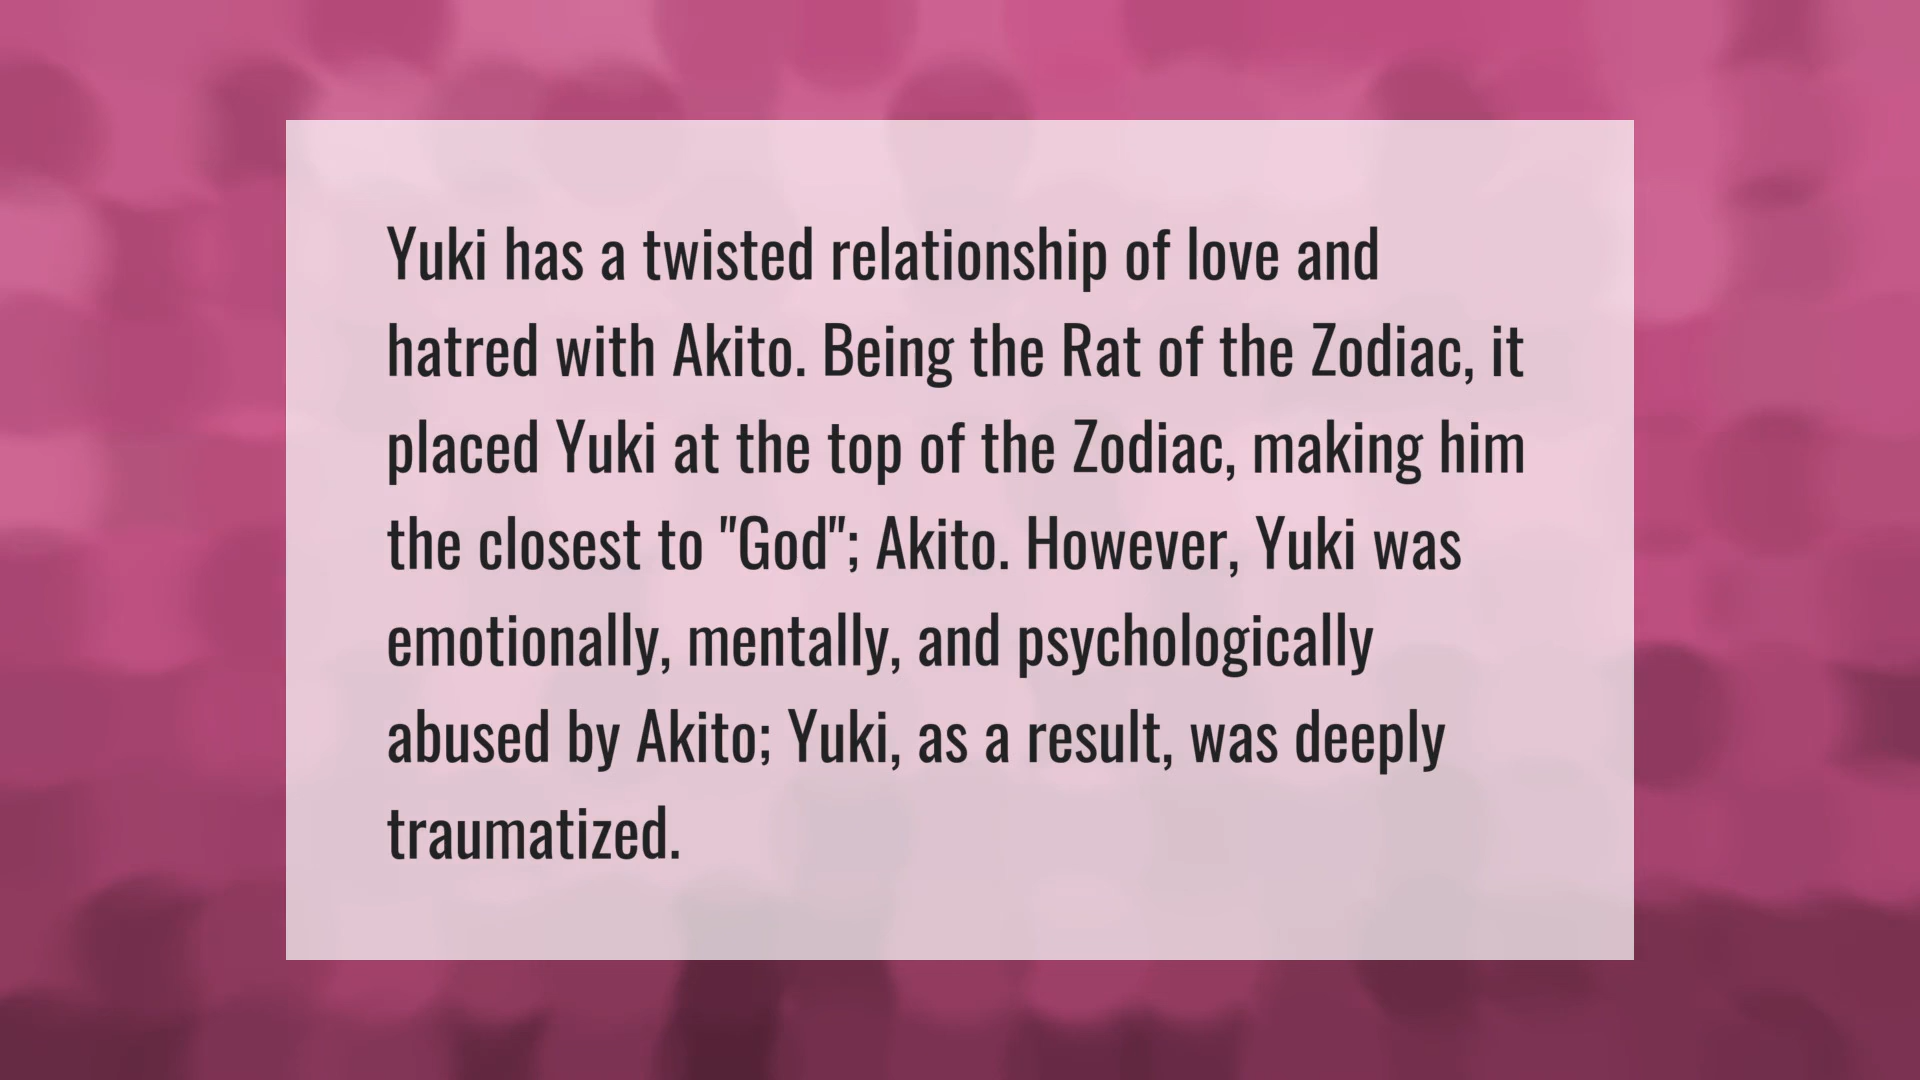 Yuki has a twisted relationship of love and
hatred with Akito. Being the Rat of the Zodiac, it
placed Yuki at the top of the Zodiac, making him
the closest to "God"; Akito. However, Yuki was
emotionally, mentally, and psychologically
abused by Akito; Yuki, as a result, was deeply
traumatized.